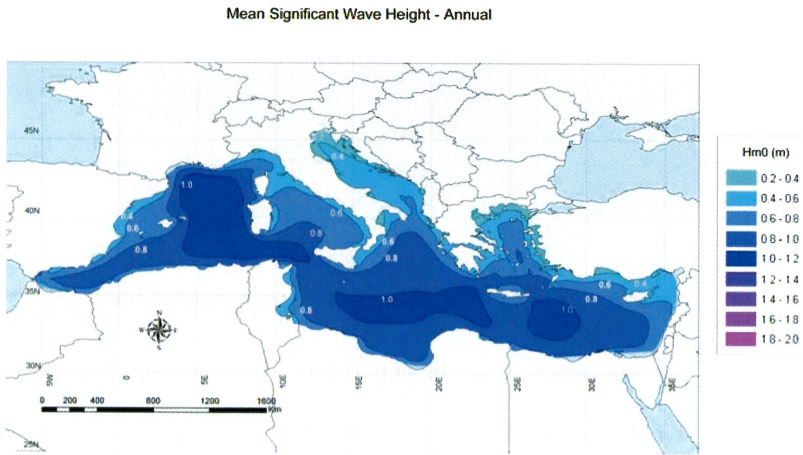 Mean Significant Wave Height - Annual
45N
40N
35N
30N
25N
5W
0
5E
10E
15E
20E
25E
30E
35E
1.0
0.4
0.6
0.8
0.4
0.6
0.8
0.6
0.8
0.8
1.0
1.0
0.6
0.8
0.4
N
W
E
S
0 200 400 800 1200 1600
Km
Hm0 (m)
0.2 - 0.4
0.4 - 0.6
0.6 - 0.8
0.8 - 1.0
1.0 - 1.2
1.2 - 1.4
1.4 - 1.6
1.6 - 1.8
1.8 - 2.0